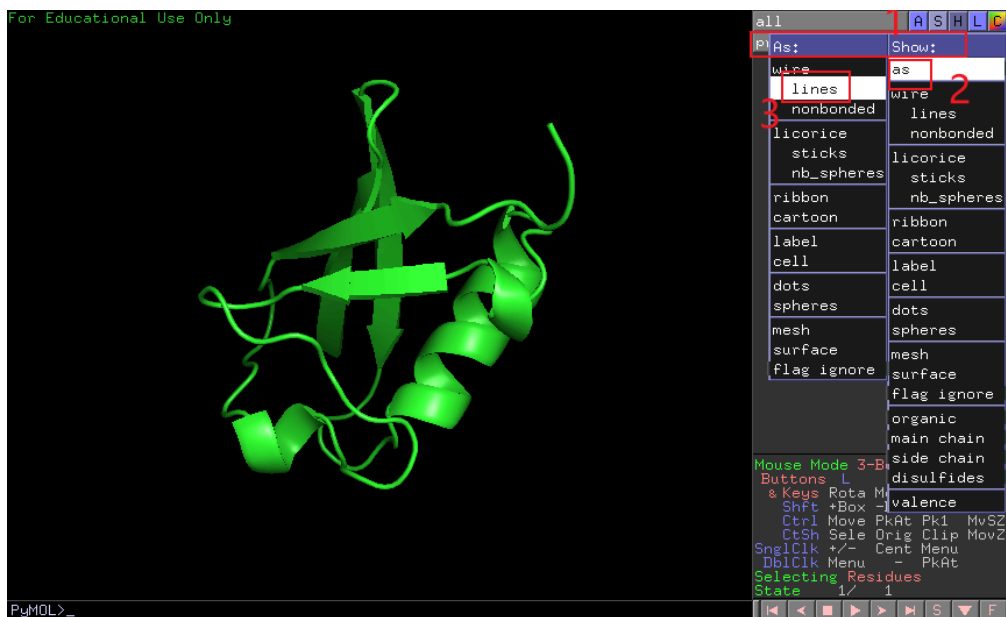 For Educational Use Only
all
A S H L C
1
As:
wire
lines
nonbonded
licorice
sticks
nb_spheres
ribbon
cartoon
label
cell
dots
spheres
mesh
surface
flag ignore
3
Show:
as
2
wire
lines
nonbonded
licorice
sticks
nb_spheres
ribbon
cartoon
label
cell
dots
spheres
mesh
surface
flag ignore
organic
main chain
side chain
disulfides
valence
Mouse Mode 3-B
Buttons L
& Keys Rota
Shft +Box
Ctrl Move PkAt Pk1 MvSZ
CtSh Sele Orig Clip MovZ
SnglClk +/- Cent Menu
DblClk Menu - PkAt
Selecting Residues
State 1/ 1
S F
PyMOL>_